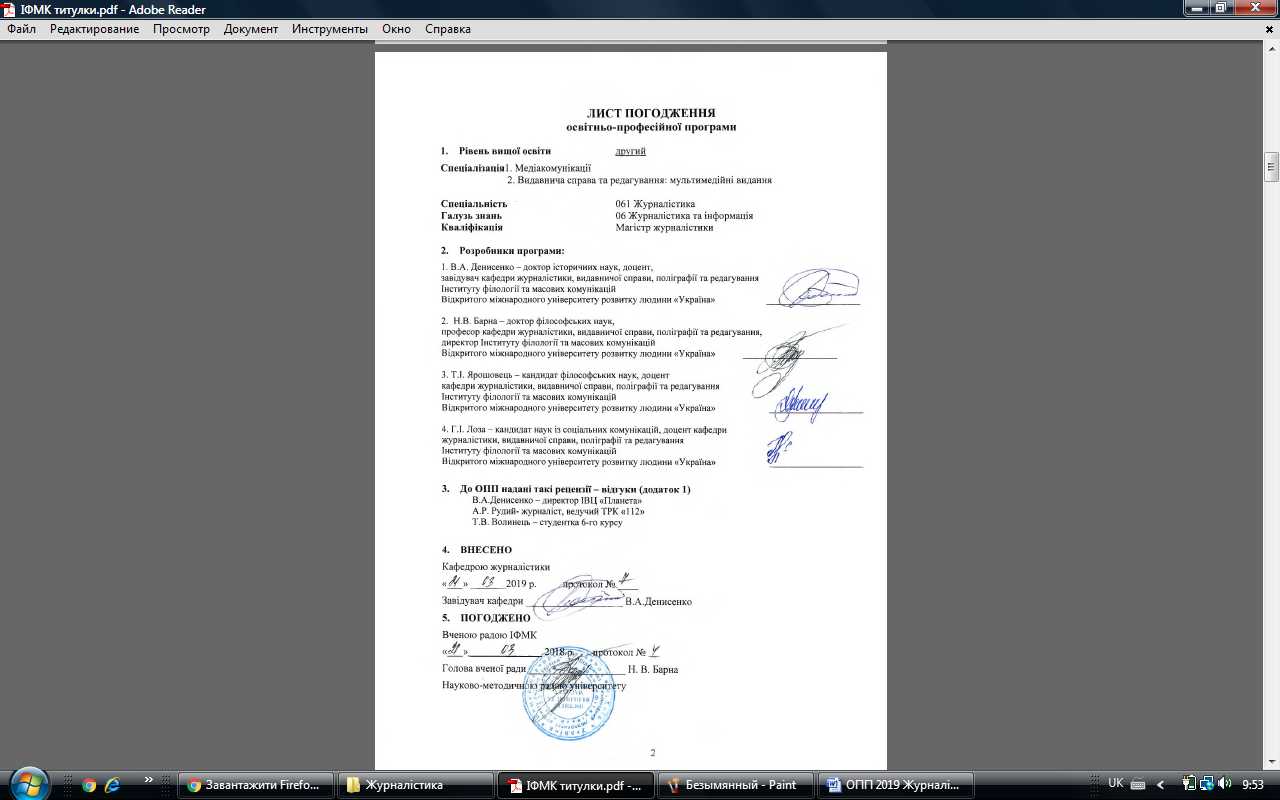 ІФМК титулки.pdf - Adobe Reader
Файл Редактирование Просмотр Документ Инструменты Окно Справка
ЛИСТ ПОГОДЖЕННЯ
освітньо-професійної програми
1. Рівень вищої освіти другий
Спеціалізація1. Медіакомунікації
2. Видавнича справа та редагування: мультимедійні видання
Спеціальність 061 Журналістика
Галузь знань 06 Журналістика та інформація
Кваліфікація Магістр журналістики
2. Розробники програми:
1. В.А. Денисенко – доктор історичних наук, доцент,
завідувач кафедри журналістики, видавничої справи, поліграфії та редагування
Інституту філології та масових комунікацій
Відкритого міжнародного університету розвитку людини «Україна»
2. Н.В. Барна – доктор філософських наук,
професор кафедри журналістики, видавничої справи, поліграфії та редагування,
директор Інституту філології та масових комунікацій
Відкритого міжнародного університету розвитку людини «Україна»
3. Т.І. Ярошовець – кандидат філософських наук, доцент
кафедри журналістики, видавничої справи, поліграфії та редагування
Інституту філології та масових комунікацій
Відкритого міжнародного університету розвитку людини «Україна»
4. Г.І. Лоза – кандидат наук із соціальних комунікацій, доцент кафедри
журналістики, видавничої справи, поліграфії та редагування
Інституту філології та масових комунікацій
Відкритого міжнародного університету розвитку людини «Україна»
3. До ОПП надані такі рецензії – відгуки (додаток 1)
В.А.Денисенко – директор ІВЦ «Планета»
А.Р. Рудий- журналіст, ведучий ТРК «112»
Т.В. Волинець – студентка 6-го курсу
4. ВНЕСЕНО
Кафедрою журналістики
«21» 03 2019 р. протокол №
Завідувач кафедри В.А.Денисенко
5. ПОГОДЖЕНО
Вченою радою ІФМК
«21» 03 2018 р. протокол № 4
Голова вченої ради Н. В. Барна
Науково-методичною радою університету
2
Завантажити Firefo... Журналістика ІФМК титулки.pdf -... Безымянный - Paint ОПП 2019 Журналі... UK 9:53